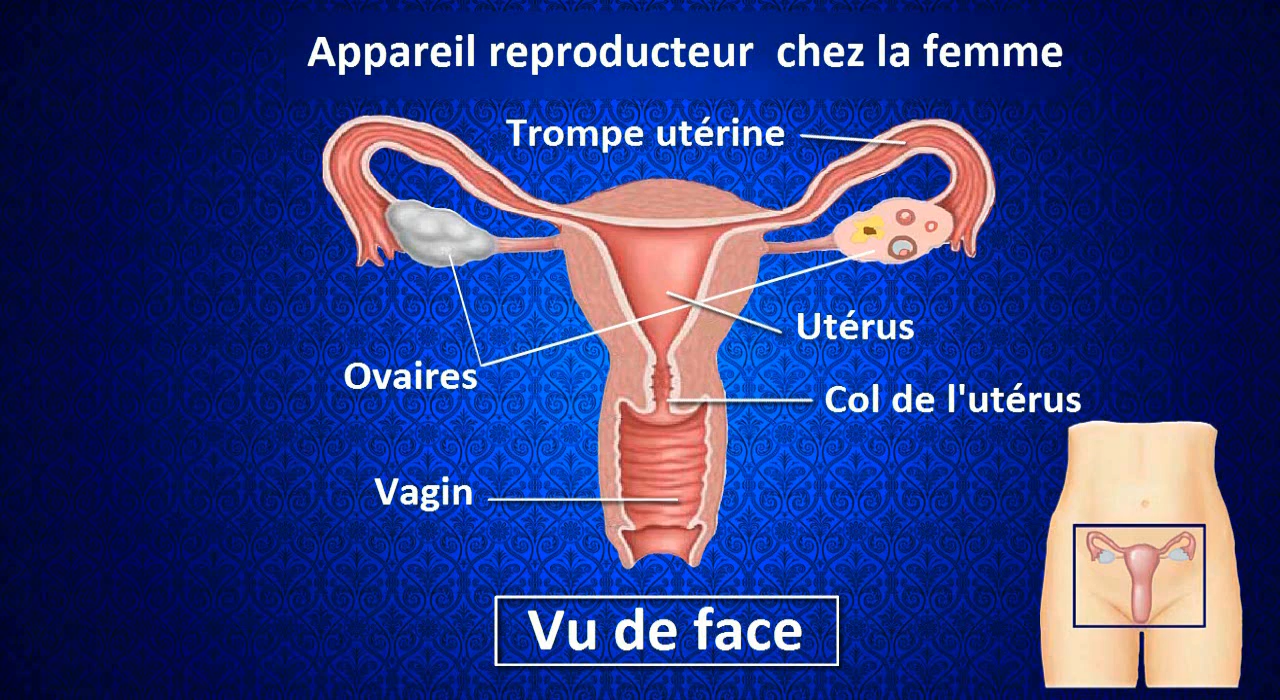 Appareil reproducteur chez la femme
Trompe utérine
Utérus
Ovaires
Col de l'utérus
Vagin
Vu de face